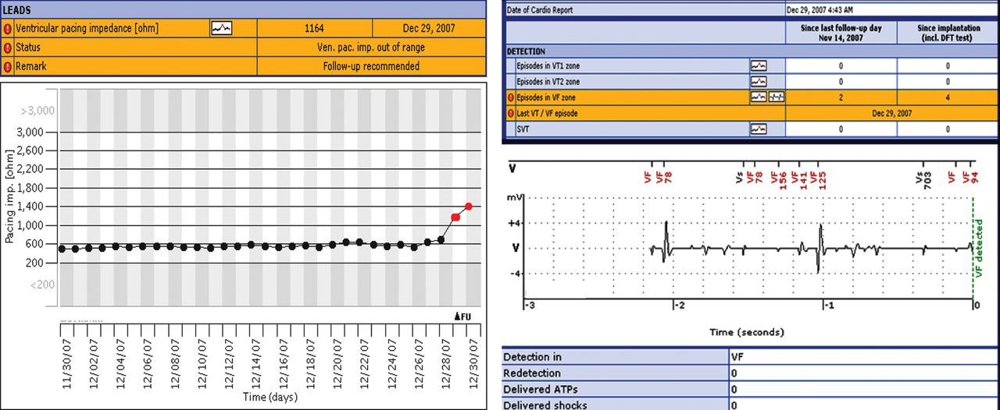 LEADS
Ventricular pacing impedance [ohm] 1164 Dec 29, 2007
Status Ven. pac. imp. out of range
Remark Follow-up recommended
>3,000
3,000
2,600
2,200
1,800
1,400
1,000
600
200
<200
Pacing imp. [ohm]
FU
11/30/07 12/02/07 12/04/07 12/06/07 12/08/07 12/10/07 12/12/07 12/14/07 12/16/07 12/18/07 12/20/07 12/22/07 12/24/07 12/26/07 12/28/07 12/30/07
Time (days)
Date of Cardio Report Dec 29, 2007 4:43 AM
Since last follow-up day Since implantation
Nov 14, 2007 (incl. DFT test)
DETECTION
Episodes in VT1 zone 0 0
Episodes in VT2 zone 0 0
Episodes in VF zone 2 4
Last VT / VF episode Dec 29, 2007
SVT 0 0
V
VF VF Vs VF VF VF VF Vs VF VF
78 78 156 141 125 703 94
mV
+4
V
-4
VF detected
-3 -2 -1 0
Time (seconds)
Detection in VF
Redetection 0
Delivered ATPs 0
Delivered shocks 0